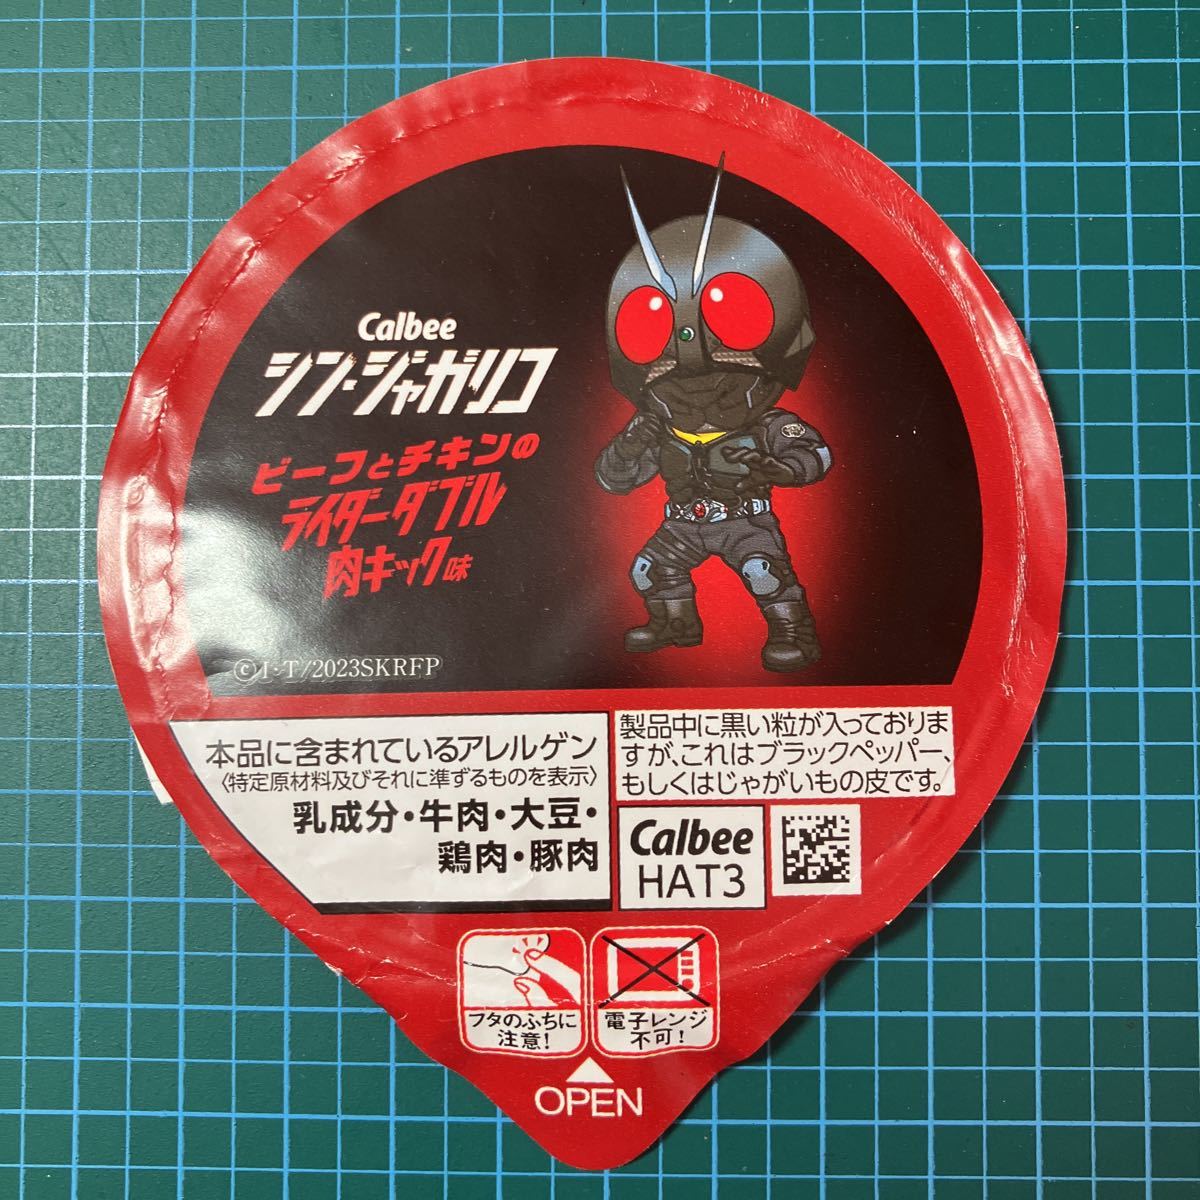 Calbee
シン・ジャガリコ
ビーフとチキンの
ライダーダブル
肉キック味
©I・T/2023SKRFP
本品に含まれているアレルゲン
〈特定原材料及びそれに準ずるものを表示〉
乳成分・牛肉・大豆・
鶏肉・豚肉
製品中に黒い粒が入っておりま
すが、これはブラックペッパー、
もしくはじゃがいもの皮です。
Calbee
HAT3
フタのふちに
注意!
電子レンジ
不可!
OPEN